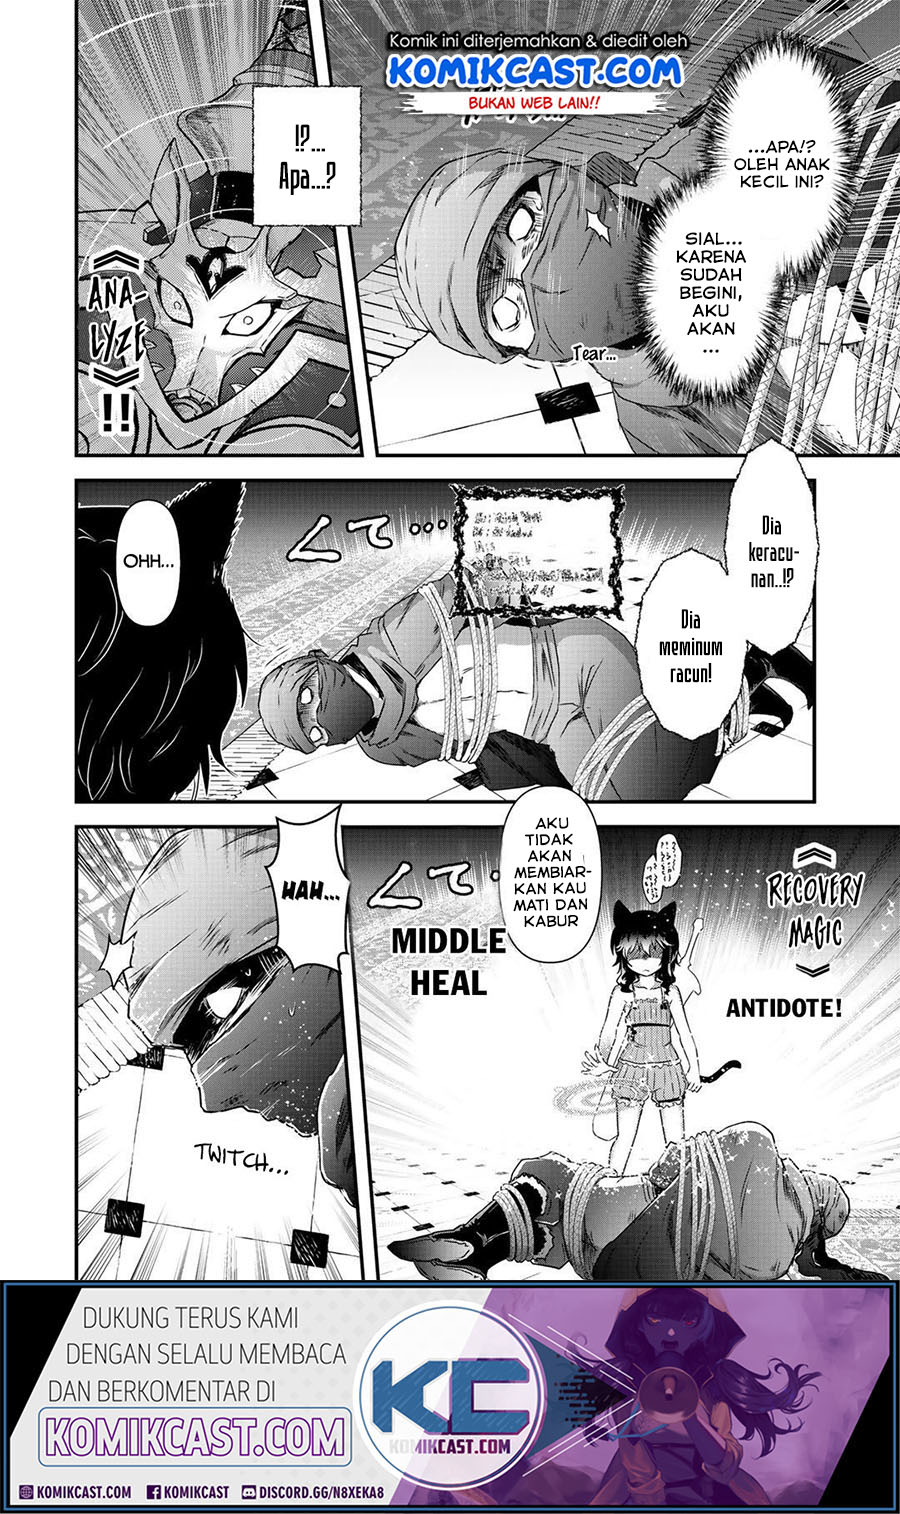 Komik ini diterjemahkan & diedit oleh
KOMIKCAST.COM
BUKAN WEB LAIN!!
...APA!?
OLEH ANAK
KECIL INI?
SIAL...
KARENA
SUDAH
BEGINI,
AKU
AKAN
...
Tear...
!?...
Apa...?
《ANA-
LYZE》
!!
Dia
keracu-
nan..!?
Dia
meminum
racun!
くて...
OHH...
AKU
TIDAK
AKAN
MEMBIAR-
KAN KAU
MATI DAN
KABUR
《RECOVERY
MAGIC》
ANTIDOTE!
くて.
MIDDLE
HEAL
HAH...
TWITCH...
DUKUNG TERUS KAMI
DENGAN SELALU MEMBACA
DAN BERKOMENTAR DI
KOMIKCAST.COM
KC
KOMIKCAST.COM
KOMIKCAST.COM KOMIKCAST DISCORD.GG/N8XEKA8